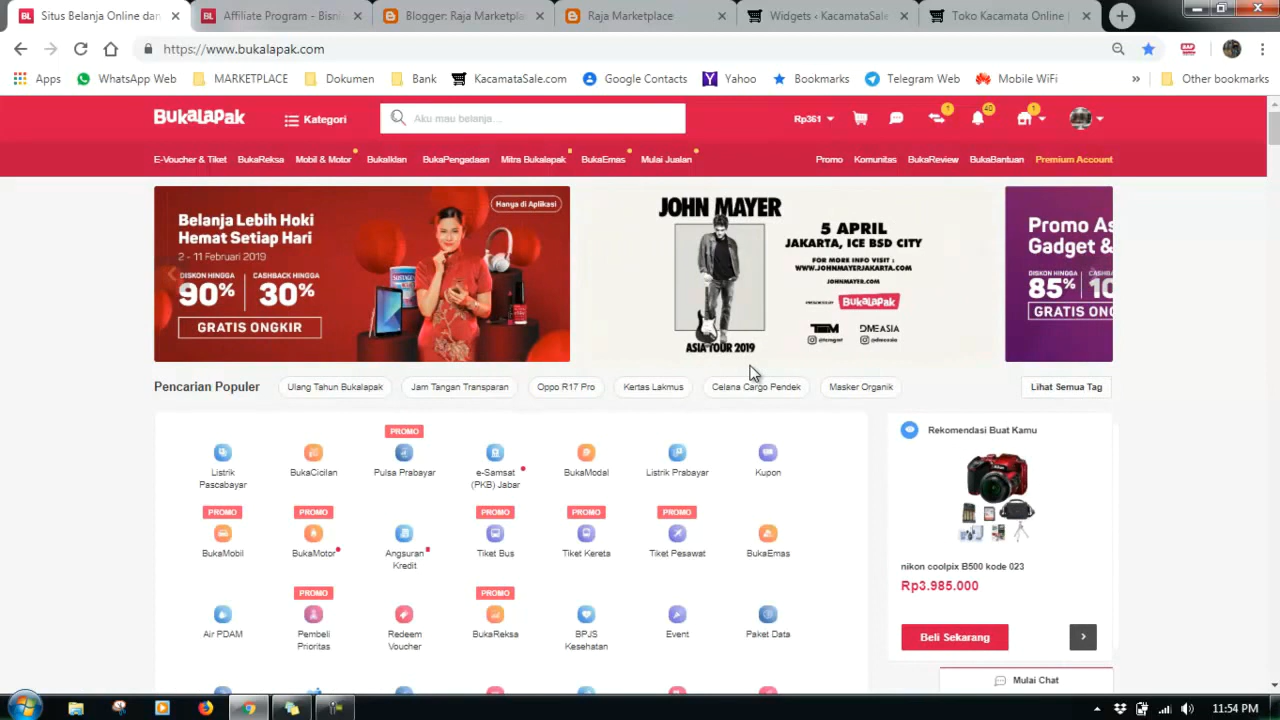 Situs Belanja Online dan
Affiliate Program - Bisni
Blogger: Raja Marketpla
Raja Marketplace
Widgets ‹ KacamataSale
Toko Kacamata Online |
https://www.bukalapak.com
Apps
WhatsApp Web
MARKETPLACE
Dokumen
Bank
KacamataSale.com
Google Contacts
Yahoo
Bookmarks
Telegram Web
Mobile WiFi
»
Other bookmarks
BukaLapak
Kategori
Aku mau belanja ...
Rp361
1
40
1
E-Voucher & Tiket
BukaReksa
Mobil & Motor
BukaIklan
BukaPengadaan
Mitra Bukalapak
BukaEmas
Mulai Jualan
Promo
Komunitas
BukaReview
BukaBantuan
Premium Account
Hanya di Aplikasi
Belanja Lebih Hoki
Hemat Setiap Hari
2 - 11 Februari 2019
DISKON HINGGA
90%
CASHBACK HINGGA
30%
GRATIS ONGKIR
JOHN MAYER
ASIA TOUR 2019
5 APRIL
JAKARTA, ICE BSD CITY
FOR MORE INFO VISIT :
WWW.JOHNMAYERJAKARTA.COM
JOHNMAYER.COM
BukaLapak
Promo As
Gadget &
DISKON HINGGA
85%
CASHB
10
GRATIS ONG
Pencarian Populer
Ulang Tahun Bukalapak
Jam Tangan Transparan
Oppo R17 Pro
Kertas Lakmus
Celana Cargo Pendek
Masker Organik
Lihat Semua Tag
PROMO
Listrik
Pascabayar
BukaCicilan
Pulsa Prabayar
e-Samsat
(PKB) Jabar
BukaModal
Listrik Prabayar
Kupon
PROMO
PROMO
PROMO
PROMO
PROMO
BukaMobil
BukaMotor
Angsuran
Kredit
Tiket Bus
Tiket Kereta
Tiket Pesawat
BukaEmas
PROMO
PROMO
Air PDAM
Pembeli
Prioritas
Redeem
Voucher
BukaReksa
BPJS
Kesehatan
Event
Paket Data
Rekomendasi Buat Kamu
nikon coolpix B500 kode 023
Rp3.985.000
Beli Sekarang
Mulai Chat
11:54 PM